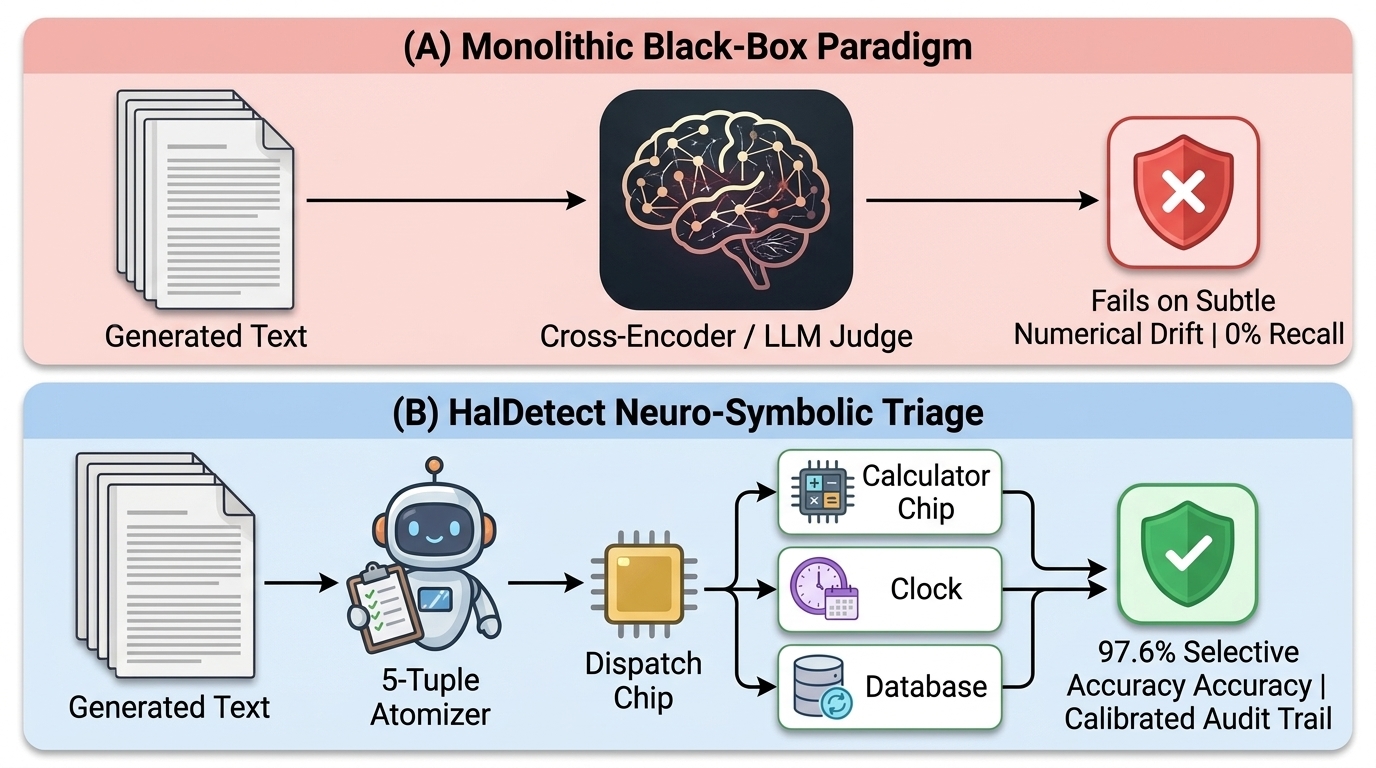 (A) Monolithic Black-Box Paradigm
Generated Text
Cross-Encoder / LLM Judge
Fails on Subtle
Numerical Drift | 0% Recall
(B) HalDetect Neuro-Symbolic Triage
Generated Text
5-Tuple
Atomizer
Dispatch
Chip
Calculator
Chip
Clock
Database
97.6% Selective
Accuracy Accuracy |
Calibrated Audit Trail